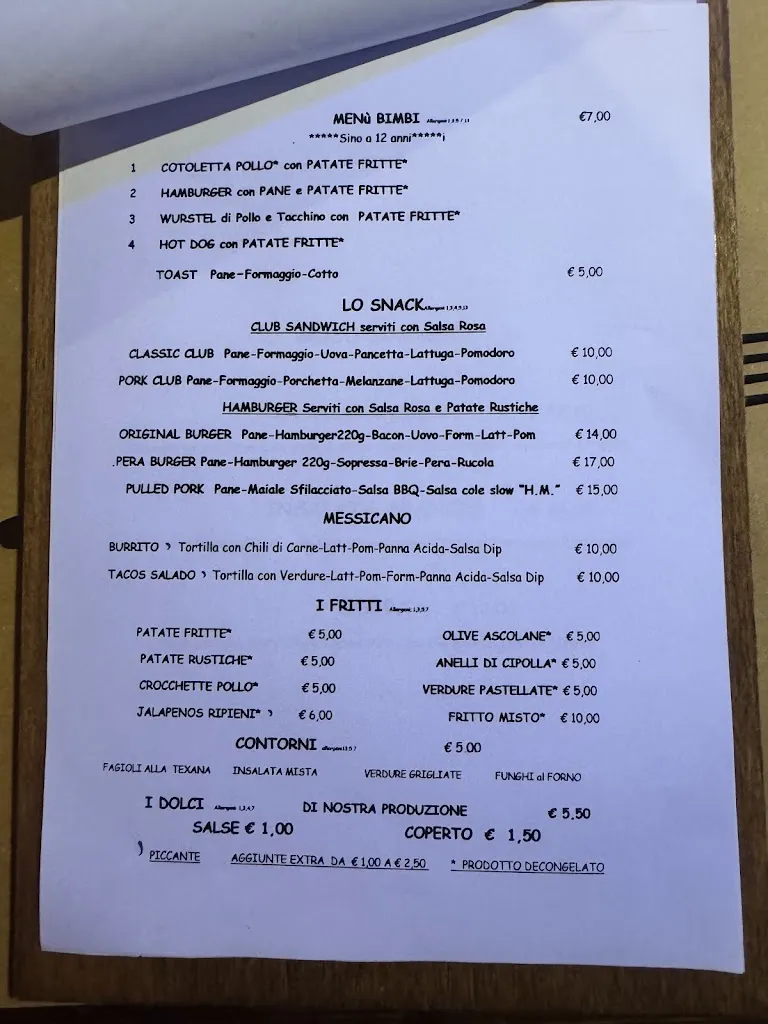 MENÙ BIMBI €7,00
*****Sino a 12 anni*****i
1 COTOLETTA POLLO* con PATATE FRITTE*
2 HAMBURGER con PANE e PATATE FRITTE*
3 WURSTEL di Pollo e Tacchino con PATATE FRITTE*
4 HOT DOG con PATATE FRITTE*
TOAST Pane-Formaggio-Cotto € 5,00
LO SNACK
CLUB SANDWICH serviti con Salsa Rosa
CLASSIC CLUB Pane-Formaggio-Uova-Pancetta-Lattuga-Pomodoro € 10,00
PORK CLUB Pane-Formaggio-Porchetta-Melanzane-Lattuga-Pomodoro € 10,00
HAMBURGER Serviti con Salsa Rosa e Patate Rustiche
ORIGINAL BURGER Pane-Hamburger220g-Bacon-Uovo-Form-Latt-Pom € 14,00
.PERA BURGER Pane-Hamburger 220g-Sopressa-Brie-Pera-Rucola € 17,00
PULLED PORK Pane-Maiale Sfilacciato-Salsa BBQ-Salsa cole slow "H.M." € 15,00
MESSICANO
BURRITO Tortilla con Chili di Carne-Latt-Pom-Panna Acida-Salsa Dip € 10,00
TACOS SALADO Tortilla con Verdure-Latt-Pom-Form-Panna Acida-Salsa Dip € 10,00
I FRITTI Allergeni 1,3,5,7
PATATE FRITTE* € 5,00 OLIVE ASCOLANE* € 5,00
PATATE RUSTICHE* € 5,00 ANELLI DI CIPOLLA* € 5,00
CROCCHETTE POLLO* € 5,00 VERDURE PASTELLATE* € 5,00
JALAPENOS RIPIENI* € 6,00 FRITTO MISTO* € 10,00
CONTORNI € 5.00
FAGIOLI ALLA TEXANA INSALATA MISTA VERDURE GRIGLIATE FUNGHI al FORNO
I DOLCI Allergeni 1,3,4,7 DI NOSTRA PRODUZIONE € 5.50
SALSE € 1,00 COPERTO € 1,50
PICCANTE AGGIUNTE EXTRA DA € 1,00 A € 2,50 * PRODOTTO DECONGELATO